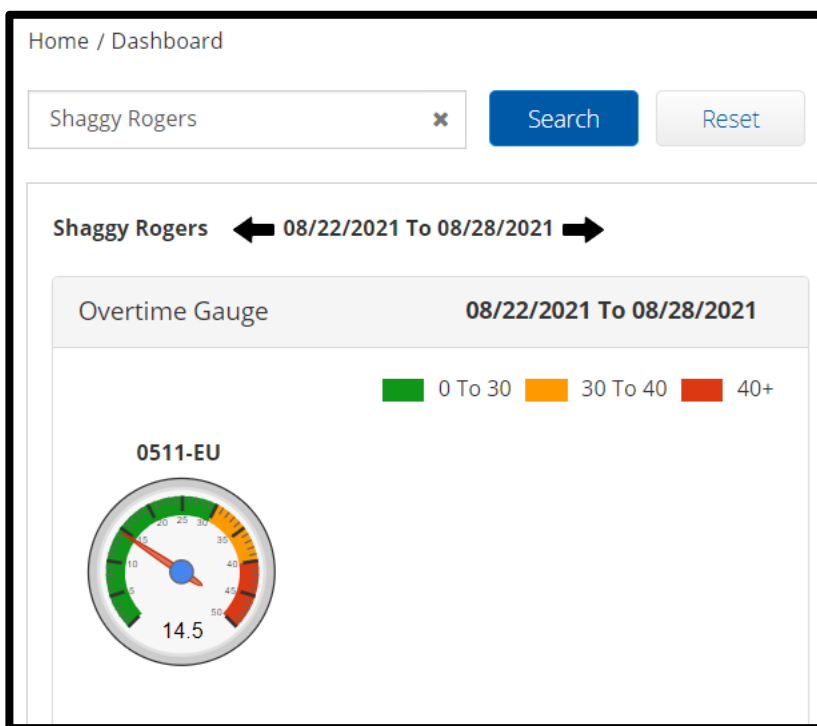 Home / Dashboard
Shaggy Rogers
Search
Reset
Shaggy Rogers 08/22/2021 To 08/28/2021
Overtime Gauge 08/22/2021 To 08/28/2021
0 To 30 30 To 40 40+
0511-EU
5 10 15 20 25 30 35 40 45 50
14.5